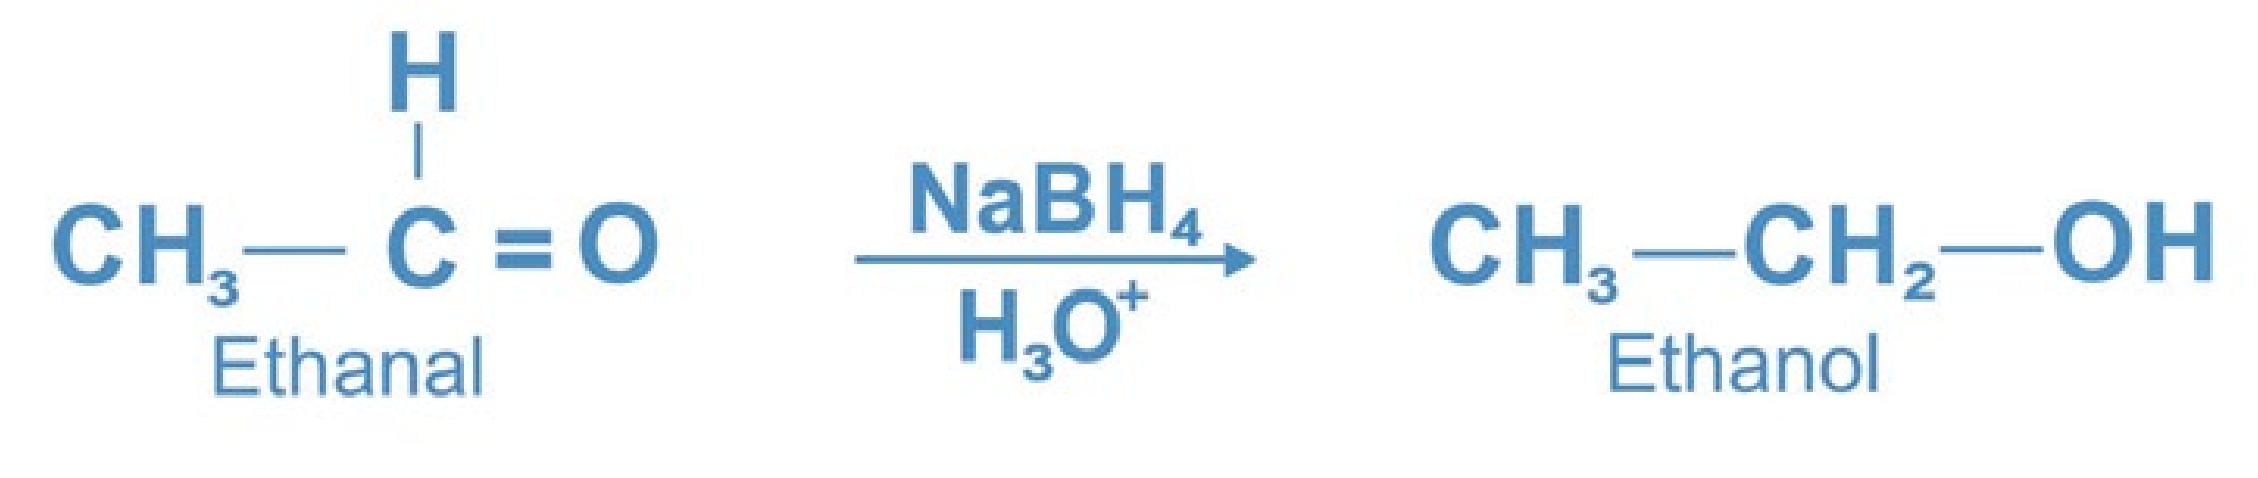 H
CH₃—C=O
Ethanal
NaBH₄
H₃O⁺
CH₃—CH₂—OH
Ethanol